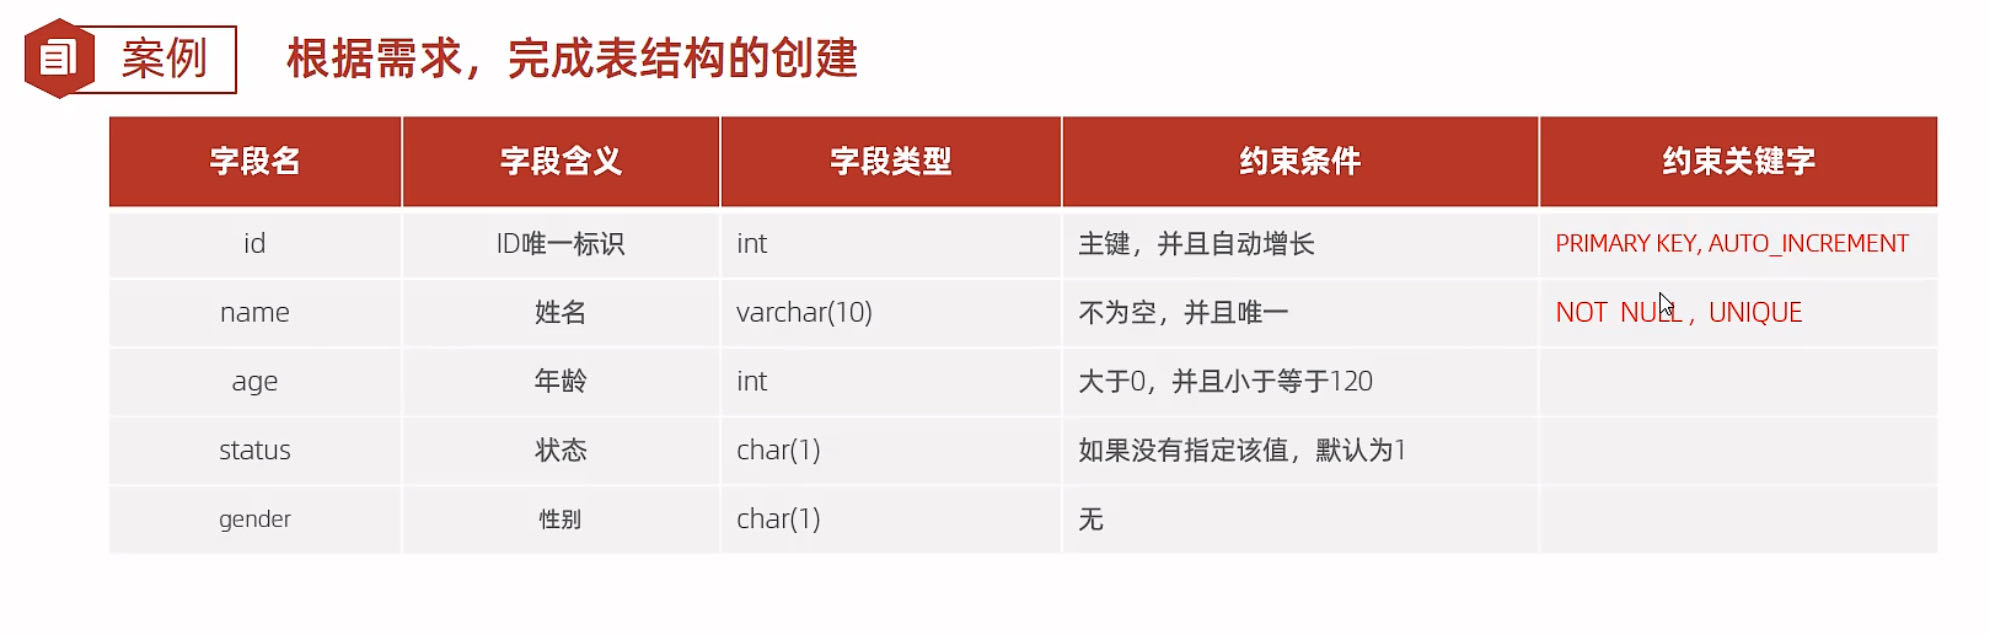 案例 根据需求，完成表结构的创建
字段名 字段含义 字段类型 约束条件 约束关键字
id ID唯一标识 int 主键，并且自动增长 PRIMARY KEY, AUTO_INCREMENT
name 姓名 varchar(10) 不为空，并且唯一 NOT NULL , UNIQUE
age 年龄 int 大于0，并且小于等于120
status 状态 char(1) 如果没有指定该值，默认为1
gender 性别 char(1) 无